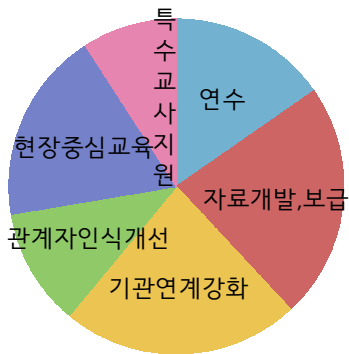 특수교사지원
연수
현장중심교육
자료개발,보급
관계자인식개선
기관연계강화